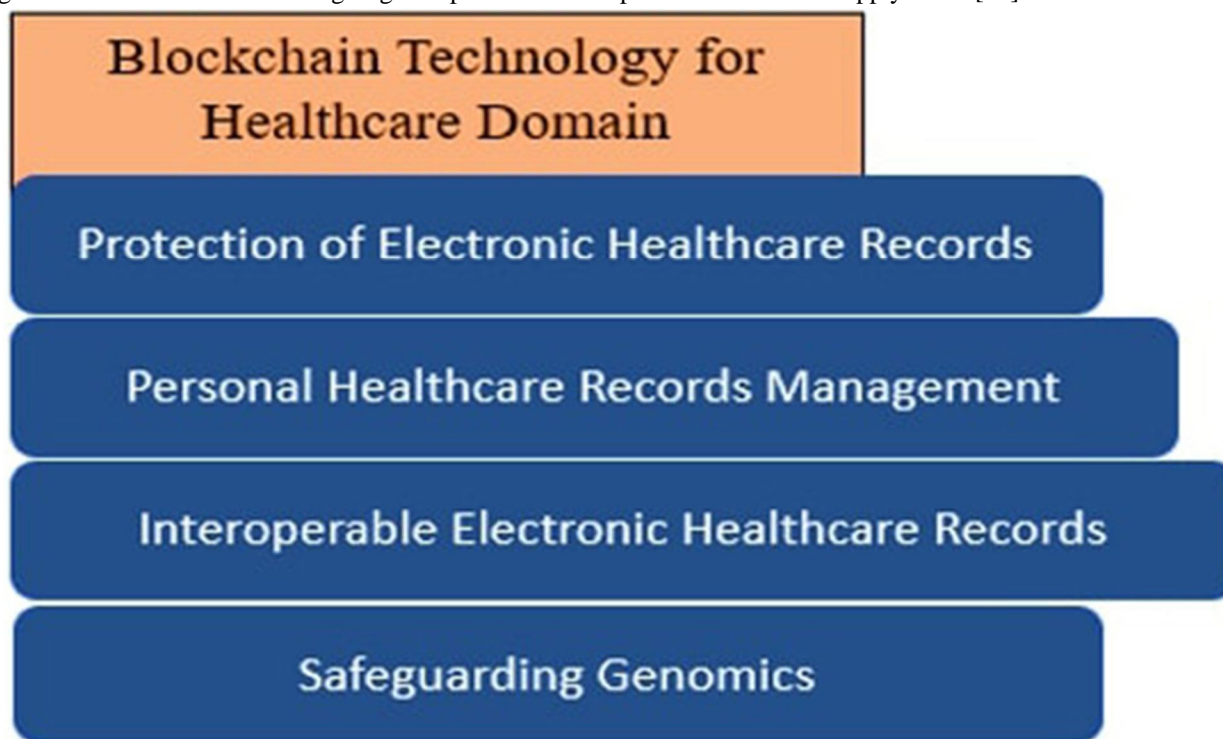 Blockchain Technology for
Healthcare Domain
Protection of Electronic Healthcare Records
Personal Healthcare Records Management
Interoperable Electronic Healthcare Records
Safeguarding Genomics